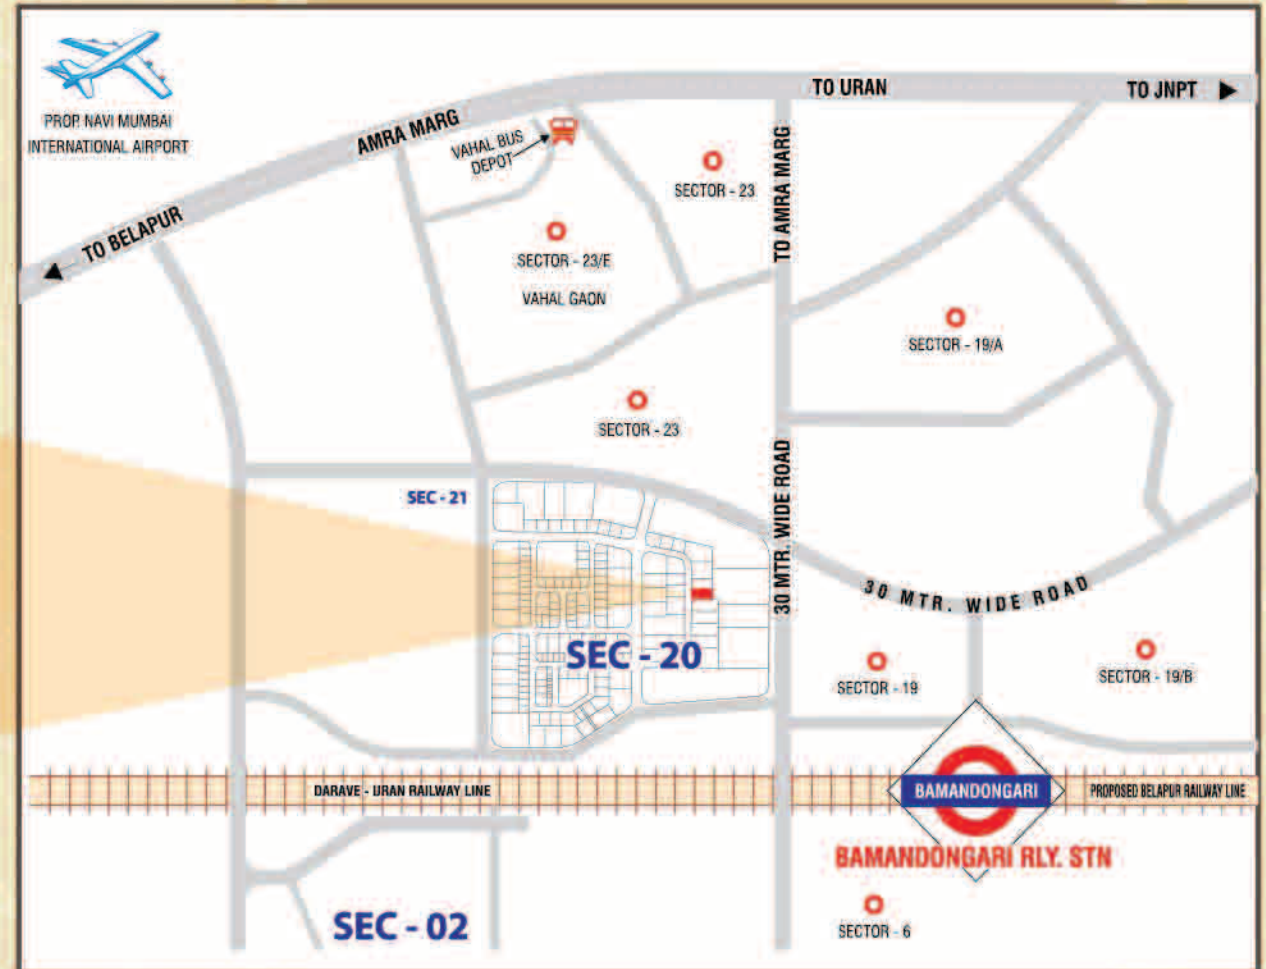 PROP. NAVI MUMBAI
INTERNATIONAL AIRPORT
TO URAN
TO JNPT
AMRA MARG
VAHAL BUS
DEPOT
TO BELAPUR
SECTOR - 23
TO AMRA MARG
SECTOR - 23/E
VAHAL GAON
SECTOR - 19/A
SECTOR - 23
30 MTR. WIDE ROAD
SEC - 21
30 MTR. WIDE ROAD
SEC - 20
SECTOR - 19
SECTOR - 19/B
DARAVE - URAN RAILWAY LINE
BAMANDONGARI
PROPOSED BELAPUR RAILWAY LINE
BAMANDONGARI RLY. STN
SEC - 02
SECTOR - 6